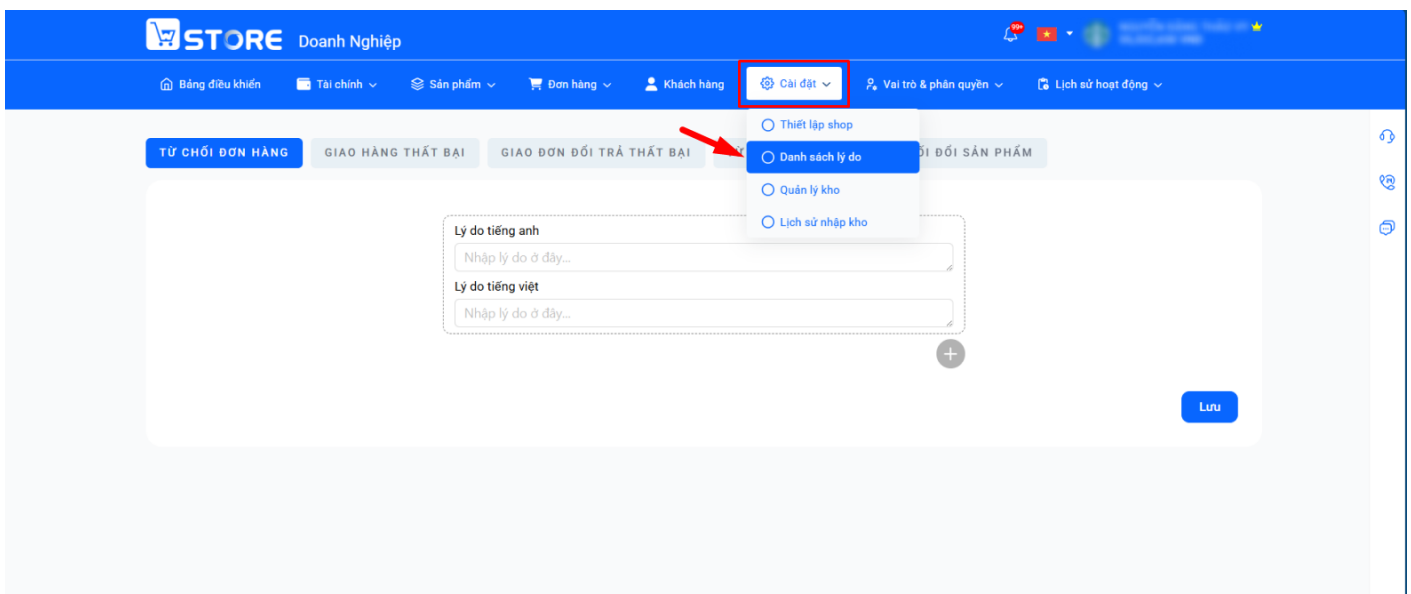 STORE Doanh Nghiệp
99+
Bảng điều khiển Tài chính Sản phẩm Đơn hàng Khách hàng Cài đặt Vai trò & phân quyền Lịch sử hoạt động
Thiết lập shop
Danh sách lý do
Quản lý kho
Lịch sử nhập kho
TỪ CHỐI ĐƠN HÀNG GIAO HÀNG THẤT BẠI GIAO ĐƠN ĐỔI TRẢ THẤT BẠI ĐỔI SẢN PHẨM
Lý do tiếng anh
Nhập lý do ở đây...
Lý do tiếng việt
Nhập lý do ở đây...
Lưu